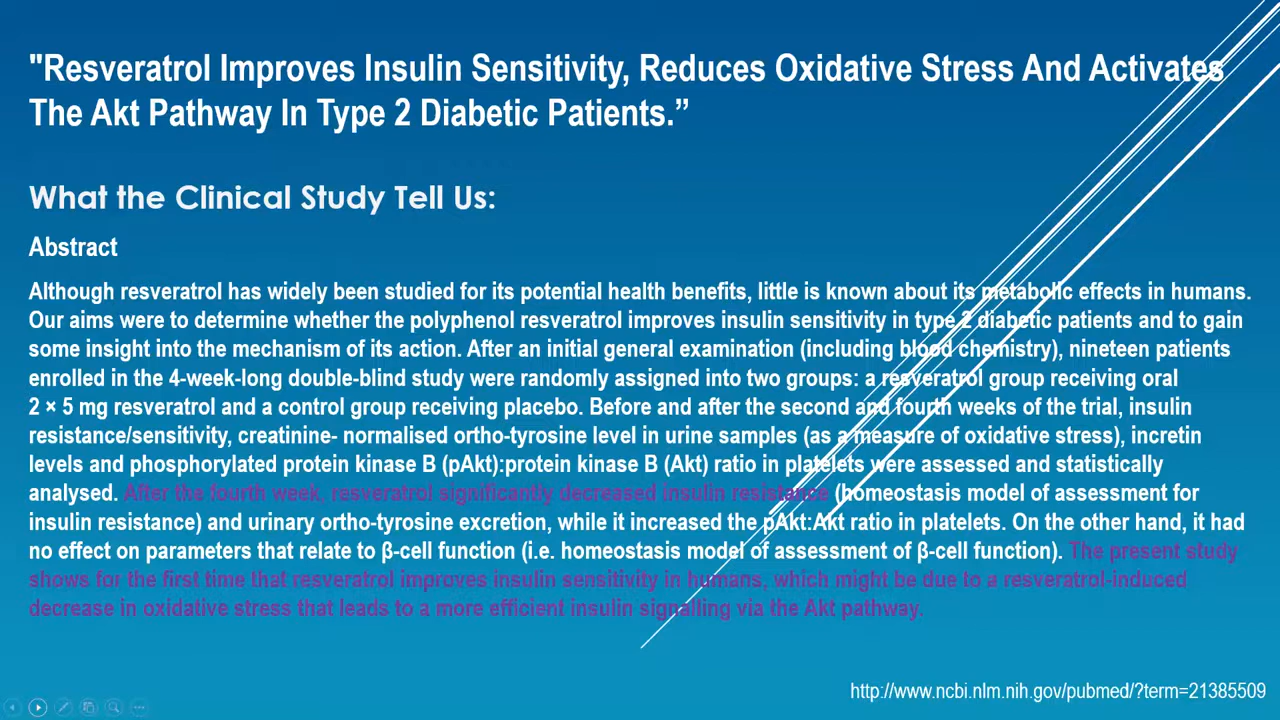 "Resveratrol Improves Insulin Sensitivity, Reduces Oxidative Stress And Activates
The Akt Pathway In Type 2 Diabetic Patients.”
What the Clinical Study Tell Us:
Abstract
Although resveratrol has widely been studied for its potential health benefits, little is known about its metabolic effects in humans.
Our aims were to determine whether the polyphenol resveratrol improves insulin sensitivity in type 2 diabetic patients and to gain
some insight into the mechanism of its action. After an initial general examination (including blood chemistry), nineteen patients
enrolled in the 4-week-long double-blind study were randomly assigned into two groups: a resveratrol group receiving oral
2 × 5 mg resveratrol and a control group receiving placebo. Before and after the second and fourth weeks of the trial, insulin
resistance/sensitivity, creatinine- normalised ortho-tyrosine level in urine samples (as a measure of oxidative stress), incretin
levels and phosphorylated protein kinase B (pAkt):protein kinase B (Akt) ratio in platelets were assessed and statistically
analysed. After the fourth week, resveratrol significantly decreased insulin resistance (homeostasis model of assessment for
insulin resistance) and urinary ortho-tyrosine excretion, while it increased the pAkt:Akt ratio in platelets. On the other hand, it had
no effect on parameters that relate to β-cell function (i.e. homeostasis model of assessment of β-cell function). The present study
shows for the first time that resveratrol improves insulin sensitivity in humans, which might be due to a resveratrol-induced
decrease in oxidative stress that leads to a more efficient insulin signalling via the Akt pathway.
http://www.ncbi.nlm.nih.gov/pubmed/?term=21385509